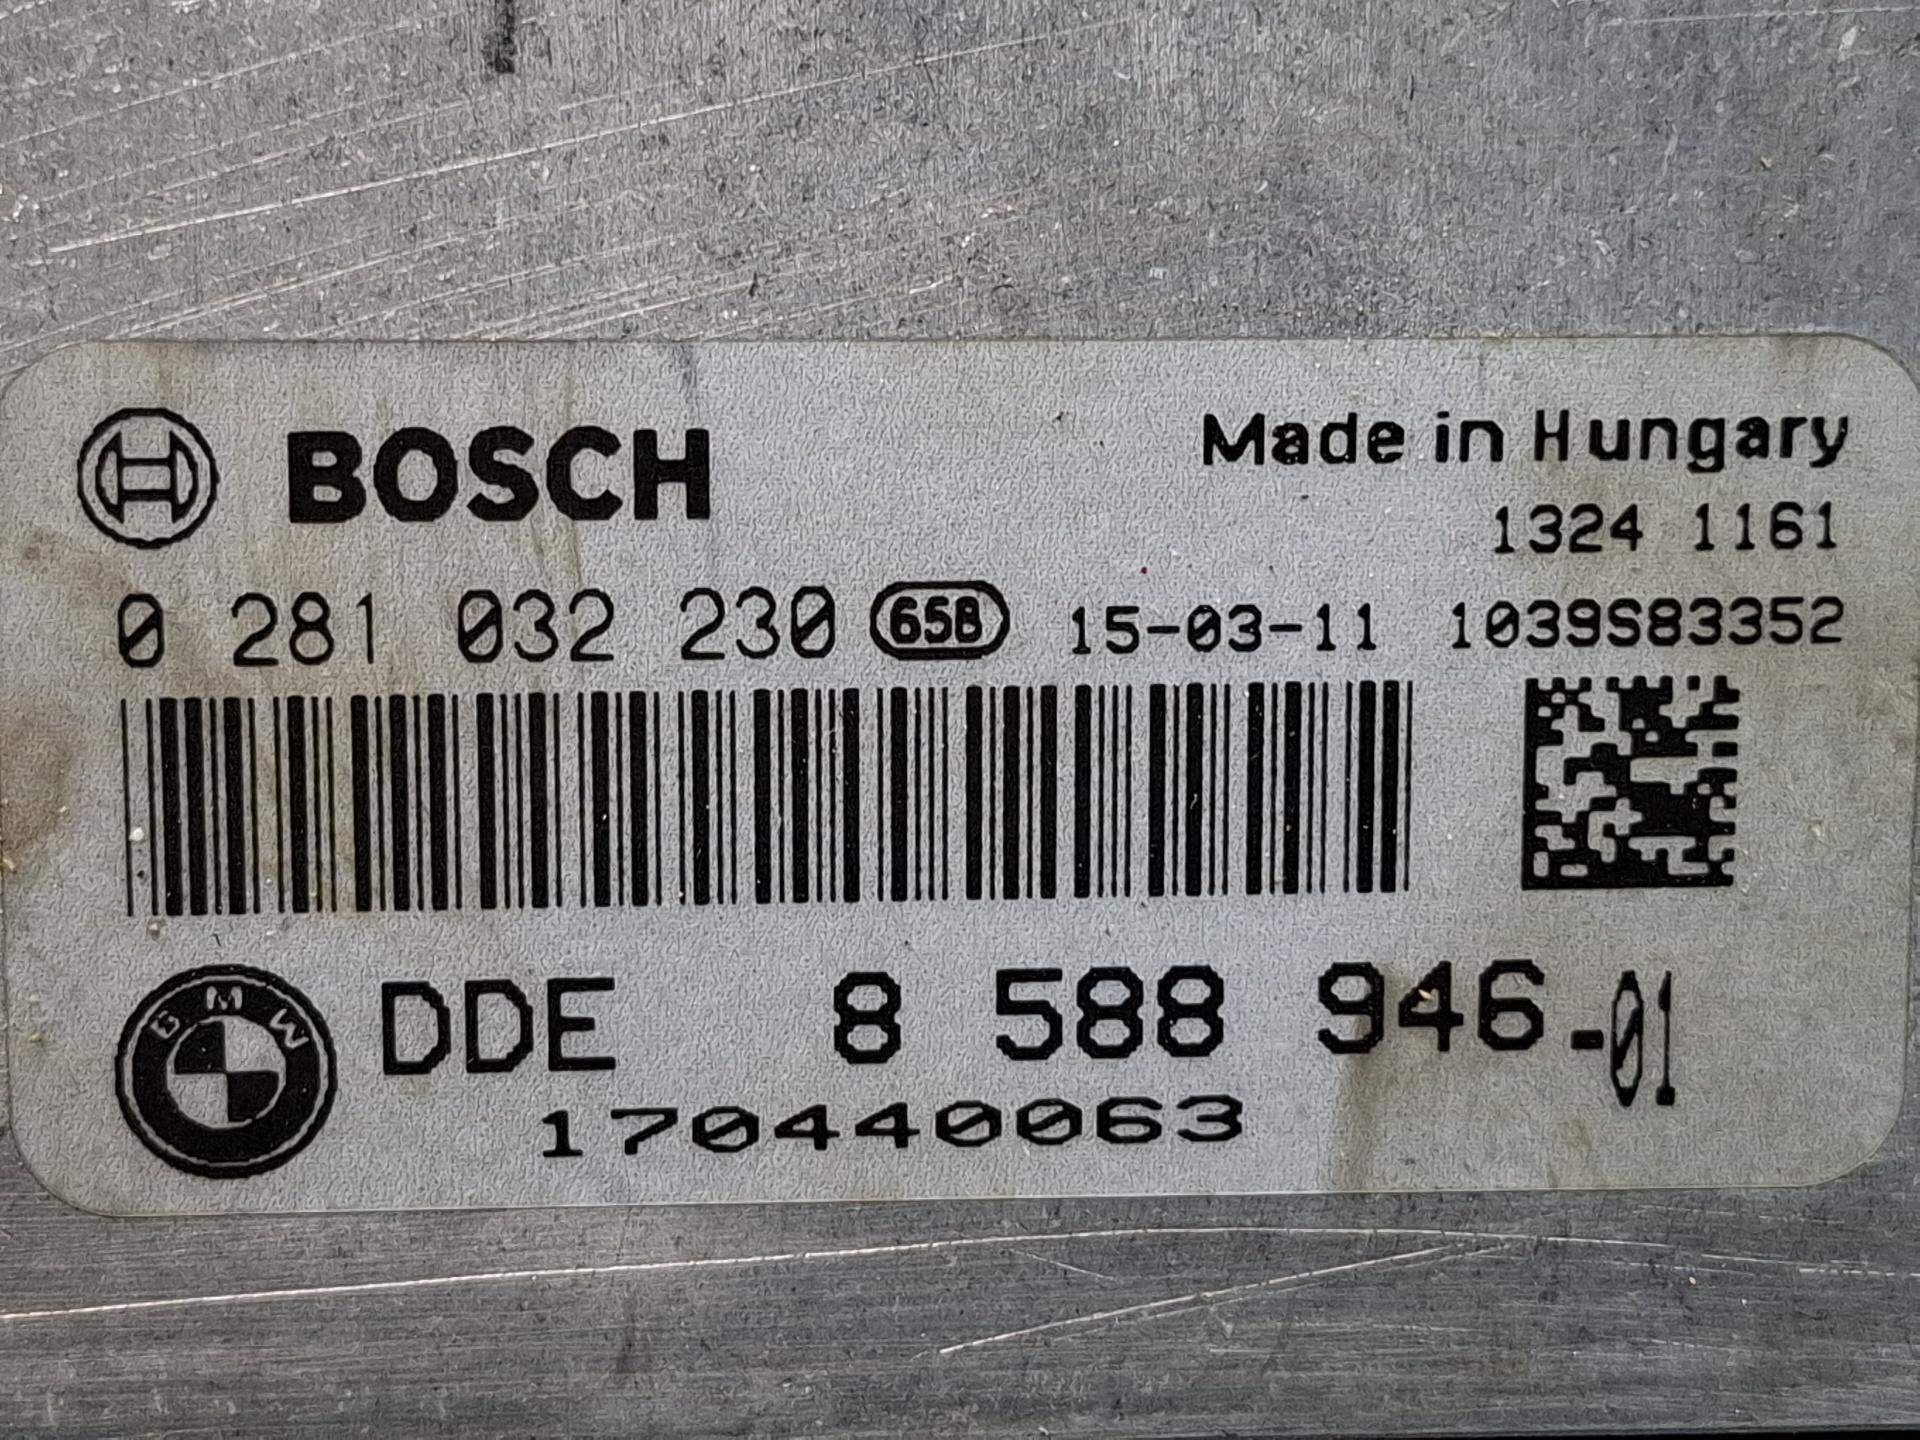 BOSCH
Made in Hungary
1324 1161
0 281 032 230 65B 15-03-11 1039S83352
BMW DDE 8 588 946-01
170440063